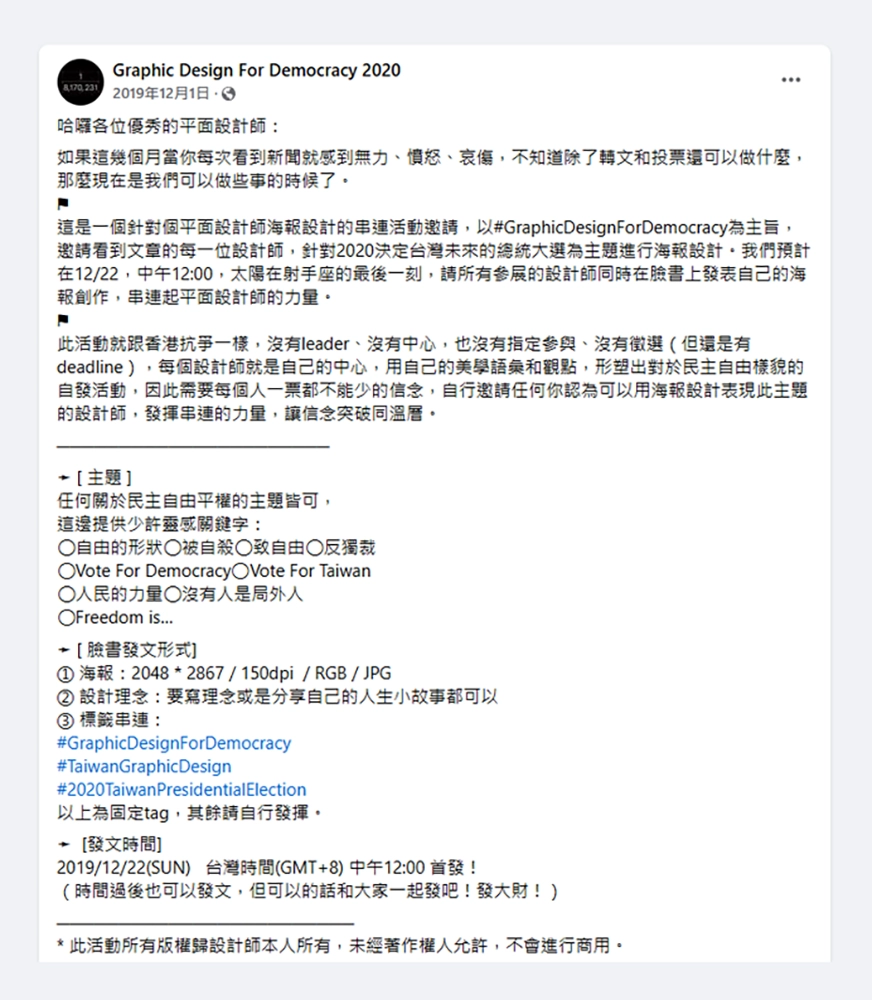 1
8,170,231
Graphic Design For Democracy 2020
2019年12月1日 ·
哈囉各位優秀的平面設計師：
如果這幾個月當你每次看到新聞就感到無力、憤怒、哀傷，不知道除了轉文和投票還可以做什麼，
那麼現在是我們可以做些事的時候了。
⚑
這是一個針對個平面設計師海報設計的串連活動邀請，以#GraphicDesignForDemocracy為主旨，
邀請看到文章的每一位設計師，針對2020決定台灣未來的總統大選為主題進行海報設計。我們預計
在12/22，中午12:00，太陽在射手座的最後一刻，請所有參展的設計師同時在臉書上發表自己的海
報創作，串連起平面設計師的力量。
⚑
此活動就跟香港抗爭一樣，沒有leader、沒有中心，也沒有指定參與、沒有徵選（但還是有
deadline），每個設計師就是自己的中心，用自己的美學語彙和觀點，形塑出對於民主自由樣貌的
自發活動，因此需要每個人一票都不能少的信念，自行邀請任何你認為可以用海報設計表現此主題
的設計師，發揮串連的力量，讓信念突破同溫層。
➛ [ 主題 ]
任何關於民主自由平權的主題皆可，
這邊提供少許靈感關鍵字：
◯自由的形狀◯被自殺◯致自由◯反獨裁
◯Vote For Democracy◯Vote For Taiwan
◯人民的力量◯沒有人是局外人
◯Freedom is...
➛ [ 臉書發文形式]
① 海報：2048 * 2867 / 150dpi / RGB / JPG
② 設計理念：要寫理念或是分享自己的人生小故事都可以
③ 標籤串連：
#GraphicDesignForDemocracy
#TaiwanGraphicDesign
#2020TaiwanPresidentialElection
以上為固定tag，其餘請自行發揮。
➛ [發文時間]
2019/12/22(SUN) 台灣時間(GMT+8) 中午12:00 首發！
（時間過後也可以發文，但可以的話和大家一起發吧！發大財！）
* 此活動所有版權歸設計師本人所有，未經著作權人允許，不會進行商用。